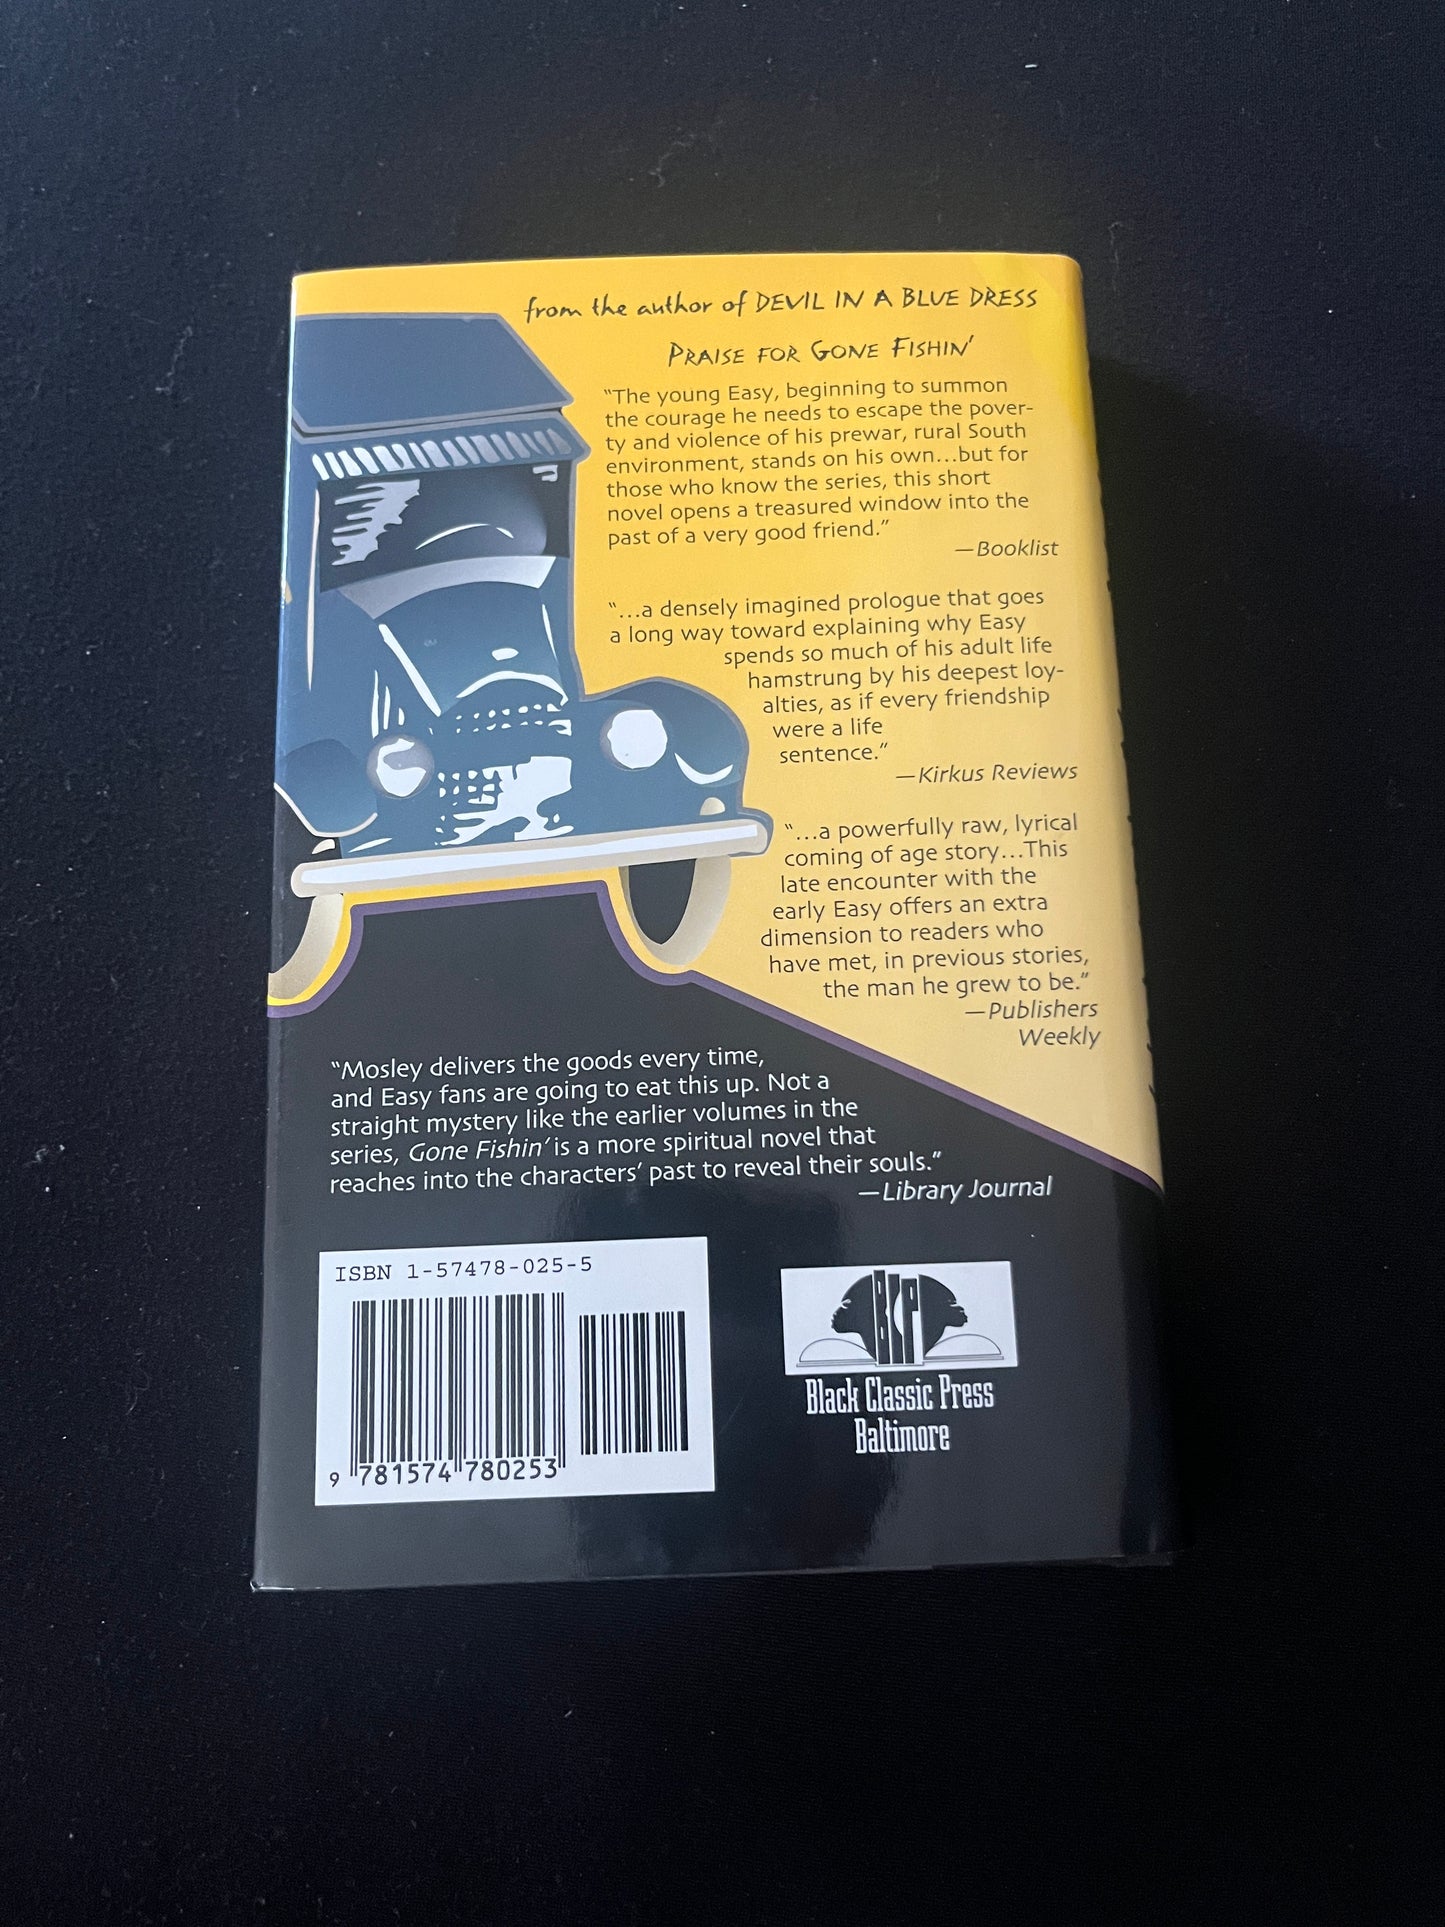 from the author of DEVIL IN A BLUE DRESS
PRAISE FOR GONE FISHIN'
“The young Easy, beginning to summon
the courage he needs to escape the pover-
ty and violence of his prewar, rural South
environment, stands on his own...but for
those who know the series, this short
novel opens a treasured window into the
past of a very good friend.”
—Booklist
“...a densely imagined prologue that goes
a long way toward explaining why Easy
spends so much of his adult life
hamstrung by his deepest loy-
alties, as if every friendship
were a life
sentence.”
—Kirkus Reviews
“...a powerfully raw, lyrical
coming of age story...This
late encounter with the
early Easy offers an extra
dimension to readers who
have met, in previous stories,
the man he grew to be.”
—Publishers
Weekly
“Mosley delivers the goods every time,
and Easy fans are going to eat this up. Not a
straight mystery like the earlier volumes in the
series, Gone Fishin’ is a more spiritual novel that
reaches into the characters’ past to reveal their souls.”
—Library Journal
ISBN 1-57478-025-5
9 781574 780253
BCP
Black Classic Press
Baltimore